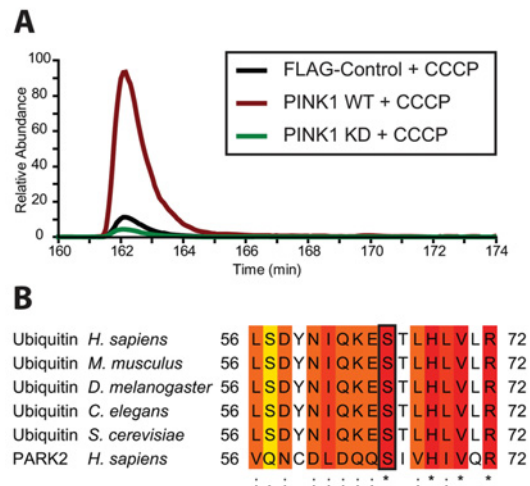 A
100
80
60
40
20
0
Relative Abundance
FLAG-Control + CCCP
PINK1 WT + CCCP
PINK1 KD + CCCP
160 162 164 166 168 170 172 174
Time (min)
B
Ubiquitin H. sapiens 56 LSDYNIQKESTLHLVLR 72
Ubiquitin M. musculus 56 LSDYNIQKESTLHLVLR 72
Ubiquitin D. melanogaster 56 LSDYNIQKESTLHLVLR 72
Ubiquitin C. elegans 56 LSDYNIQKESTLHLVLR 72
Ubiquitin S. cerevisiae 56 LSDYNIQKESTLHLVLR 72
PARK2 H. sapiens 56 VQNCDLDQQSIVHIVQR 72
* * * *